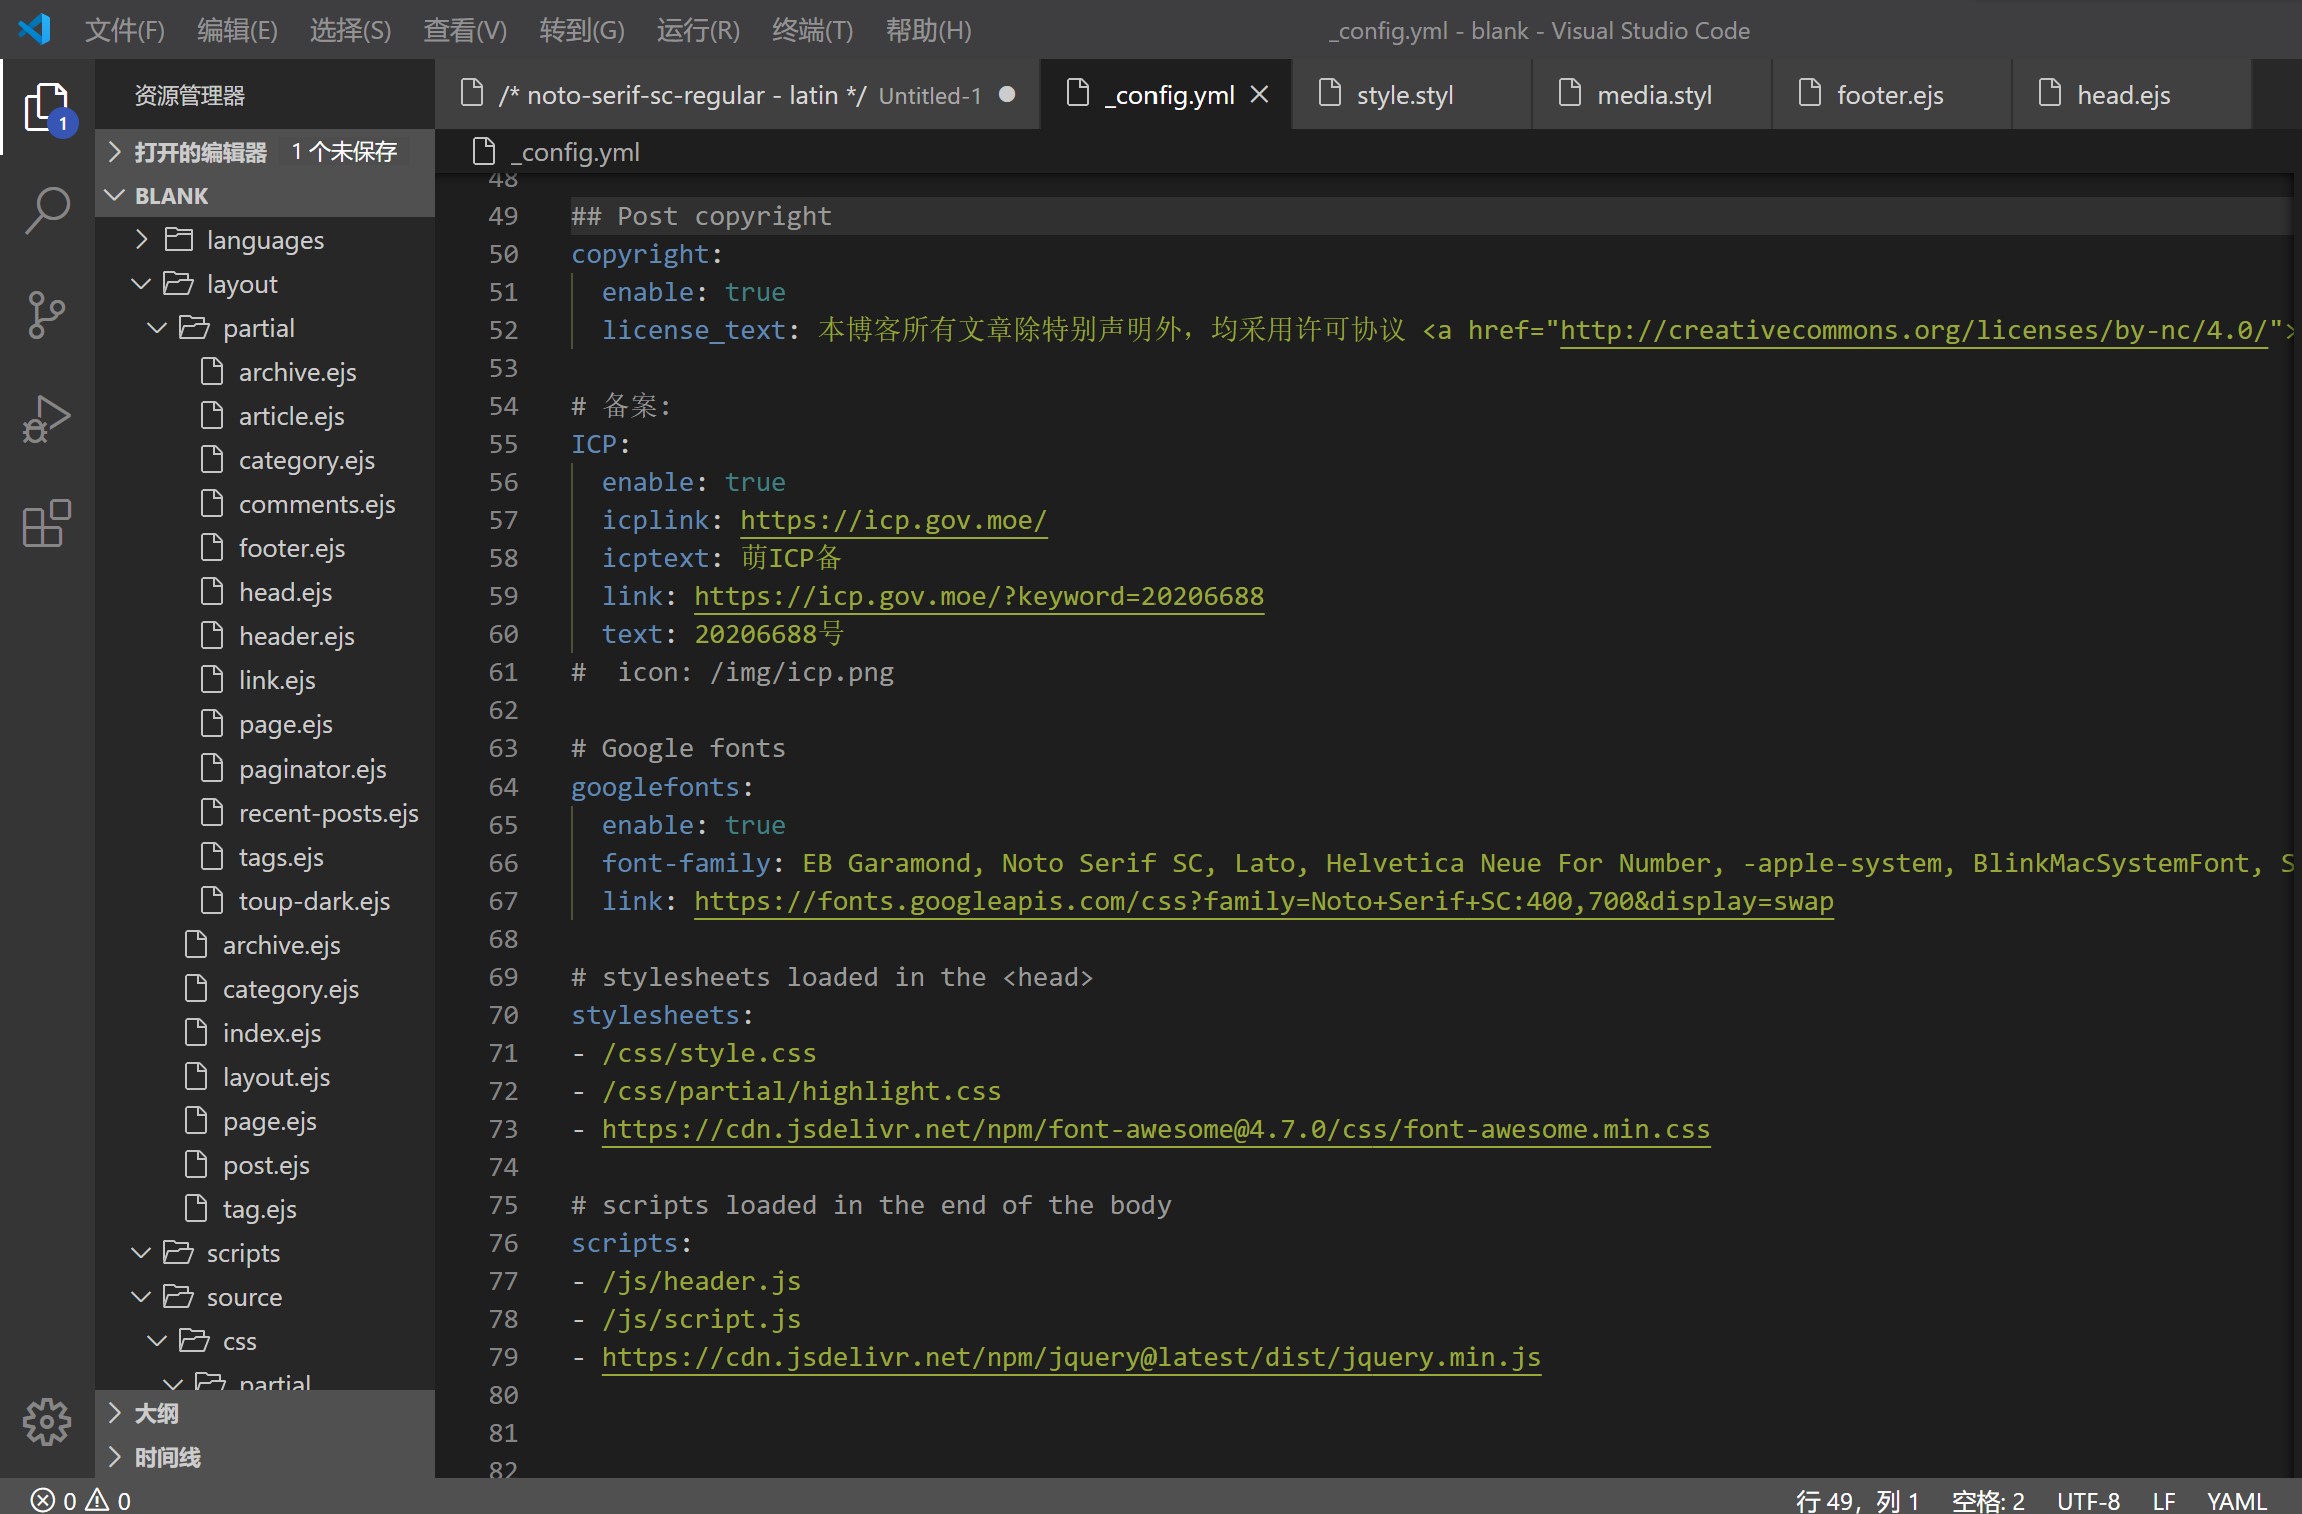 文件(F) 编辑(E) 选择(S) 查看(V) 转到(G) 运行(R) 终端(T) 帮助(H) _config.yml - blank - Visual Studio Code
资源管理器
/* noto-serif-sc-regular - latin */ Untitled-1 _config.yml style.styl media.styl footer.ejs head.ejs
1
打开的编辑器 1 个未保存
BLANK
languages
layout
partial
archive.ejs
article.ejs
category.ejs
comments.ejs
footer.ejs
head.ejs
header.ejs
link.ejs
page.ejs
paginator.ejs
recent-posts.ejs
tags.ejs
toup-dark.ejs
archive.ejs
category.ejs
index.ejs
layout.ejs
page.ejs
post.ejs
tag.ejs
scripts
source
css
partial
大纲
时间线
_config.yml
48
49 ## Post copyright
50 copyright:
51 enable: true
52 license_text: 本博客所有文章除特别声明外，均采用许可协议 <a href="http://creativecommons.org/licenses/by-nc/4.0/">
53
54 # 备案:
55 ICP:
56 enable: true
57 icplink: https://icp.gov.moe/
58 icptext: 萌ICP备
59 link: https://icp.gov.moe/?keyword=20206688
60 text: 20206688号
61 #  icon: /img/icp.png
62
63 # Google fonts
64 googlefonts:
65 enable: true
66 font-family: EB Garamond, Noto Serif SC, Lato, Helvetica Neue For Number, -apple-system, BlinkMacSystemFont, S
67 link: https://fonts.googleapis.com/css?family=Noto+Serif+SC:400,700&display=swap
68
69 # stylesheets loaded in the <head>
70 stylesheets:
71 - /css/style.css
72 - /css/partial/highlight.css
73 - https://cdn.jsdelivr.net/npm/font-awesome@4.7.0/css/font-awesome.min.css
74
75 # scripts loaded in the end of the body
76 scripts:
77 - /js/header.js
78 - /js/script.js
79 - https://cdn.jsdelivr.net/npm/jquery@latest/dist/jquery.min.js
80
81
82
0 0 行 49，列 1 空格: 2 UTF-8 LF YAML